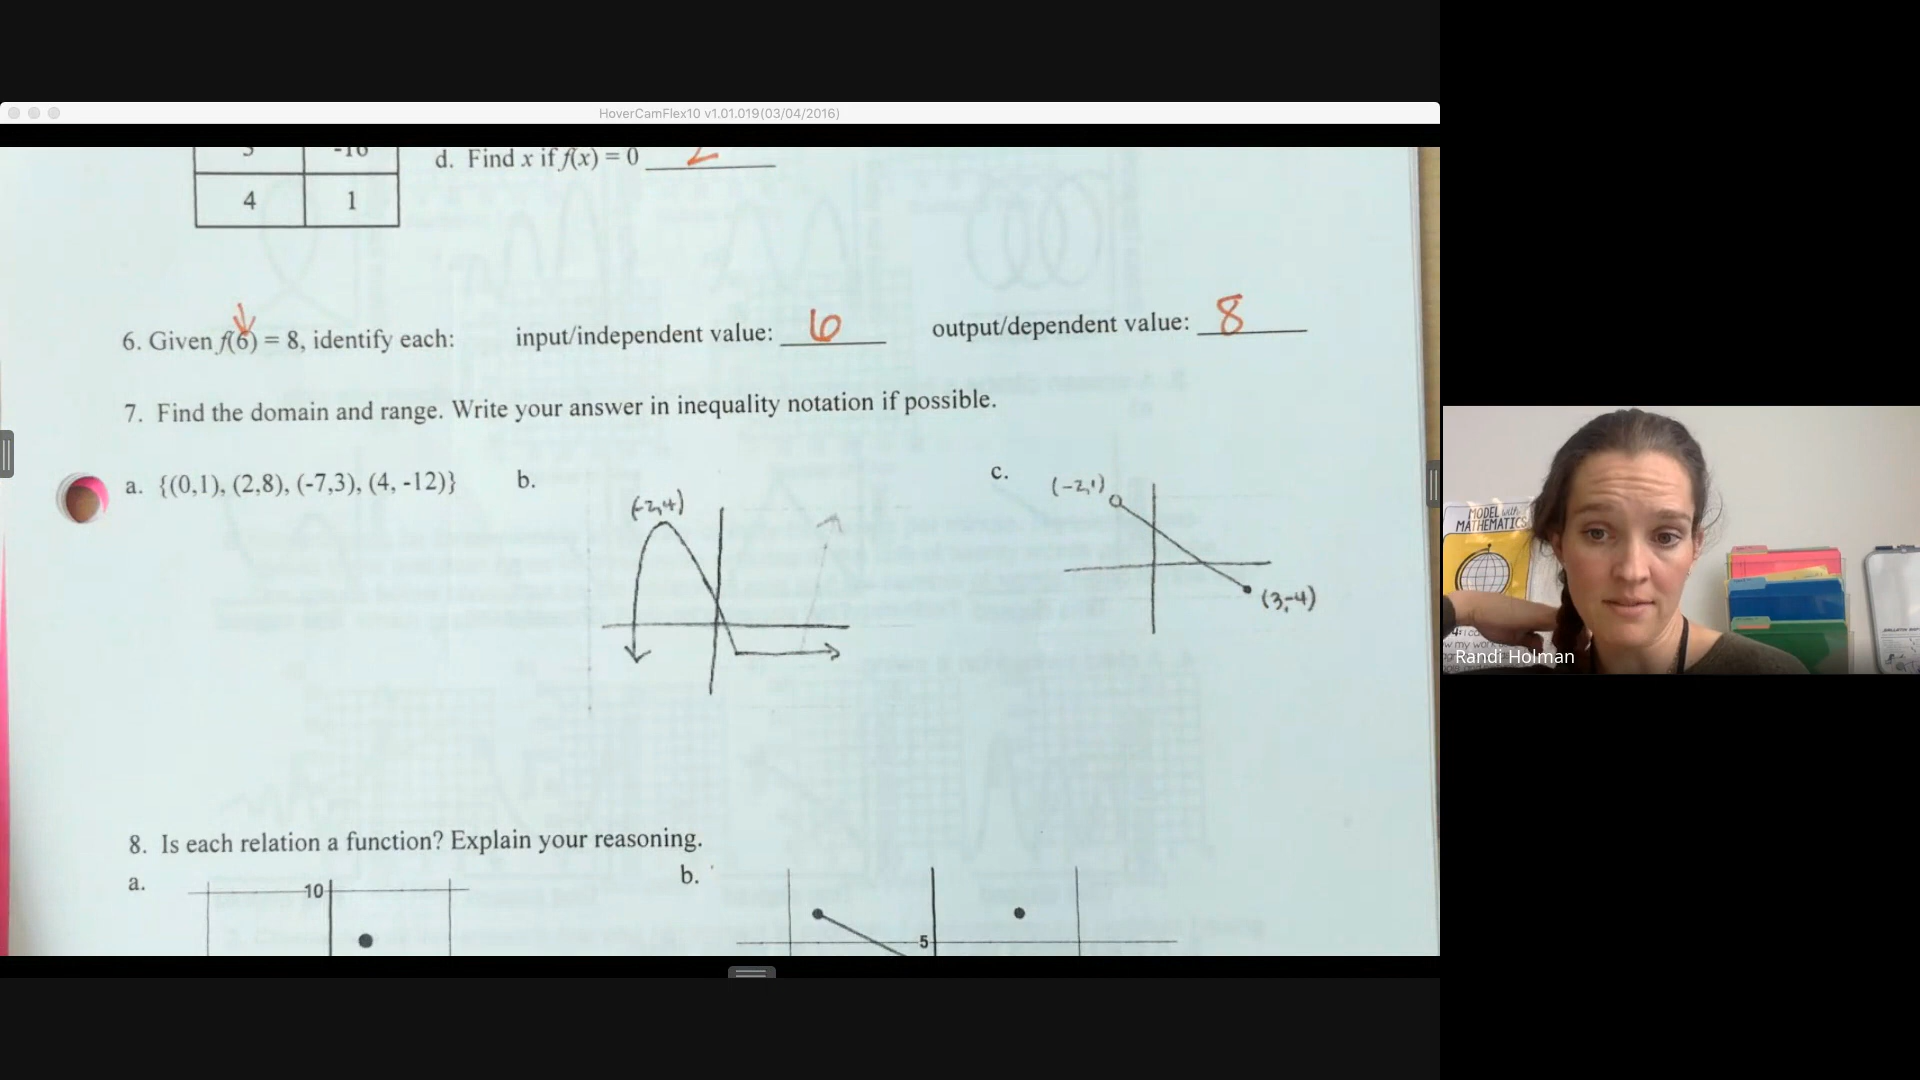 HoverCamFlex10 v1.01.019(03/04/2016)
d. Find x if f(x) = 0 2
4 1
6. Given f(6) = 8, identify each: input/independent value: 6 output/dependent value: 8
7. Find the domain and range. Write your answer in inequality notation if possible.
a. {(0,1), (2,8), (-7,3), (4, -12)} b. c.
(-2,4)
(-2,1)
(3,-4)
MODEL with
MATHEMATICS
Randi Holman
8. Is each relation a function? Explain your reasoning.
a. b.
10
5